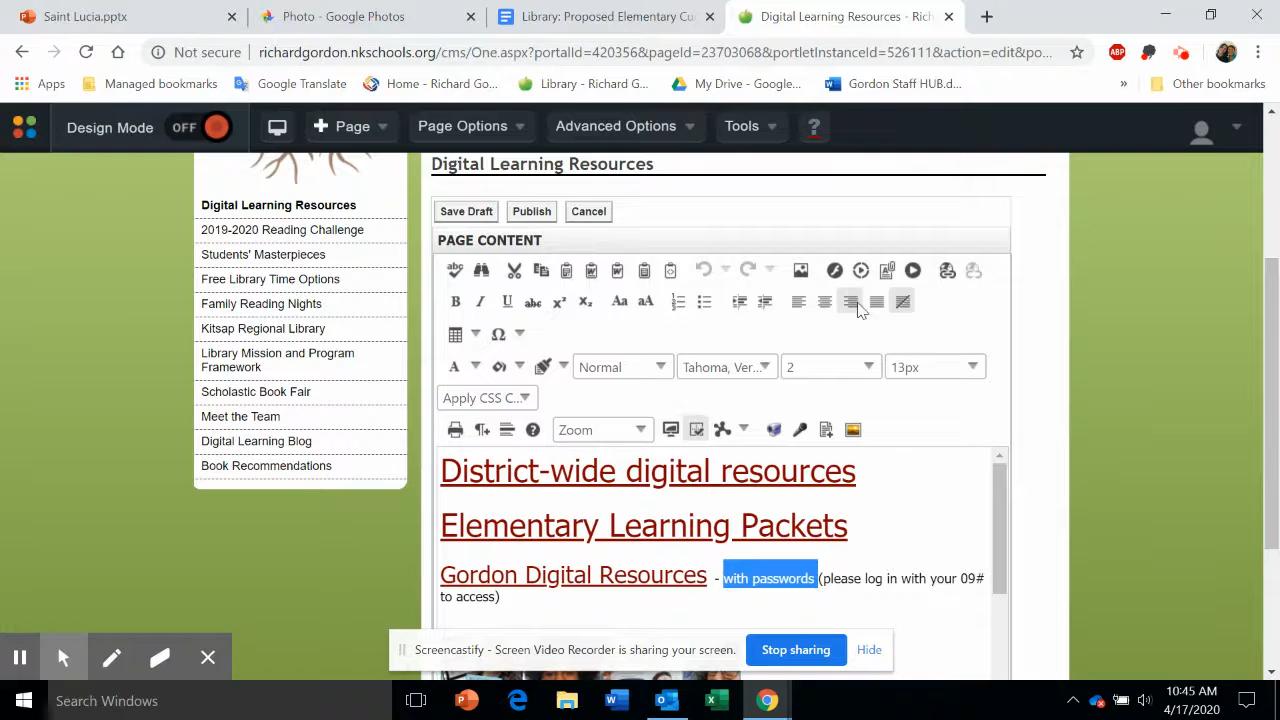 Saint Lucia.pptx
Photo - Google Photos
Library: Proposed Elementary Cu
Digital Learning Resources - Rich
Not secure richardgordon.nkschools.org/cms/One.aspx?portalId=420356&pageId=23703068&portletInstanceId=526111&action=edit&po...
ABP
Apps Managed bookmarks Google Translate Home - Richard Go... Library - Richard G... My Drive - Google... Gordon Staff HUB.d... » Other bookmarks
Design Mode OFF Page Page Options Advanced Options Tools ?
Digital Learning Resources
Digital Learning Resources
2019-2020 Reading Challenge
Students' Masterpieces
Free Library Time Options
Family Reading Nights
Kitsap Regional Library
Library Mission and Program
Framework
Scholastic Book Fair
Meet the Team
Digital Learning Blog
Book Recommendations
Save Draft Publish Cancel
PAGE CONTENT
Normal Tahoma, Ver... 2 13px
Apply CSS C...
Zoom
District-wide digital resources
Elementary Learning Packets
Gordon Digital Resources - with passwords (please log in with your 09#
to access)
Screencastify - Screen Video Recorder is sharing your screen. Stop sharing Hide
Search Windows
10:45 AM
4/17/2020